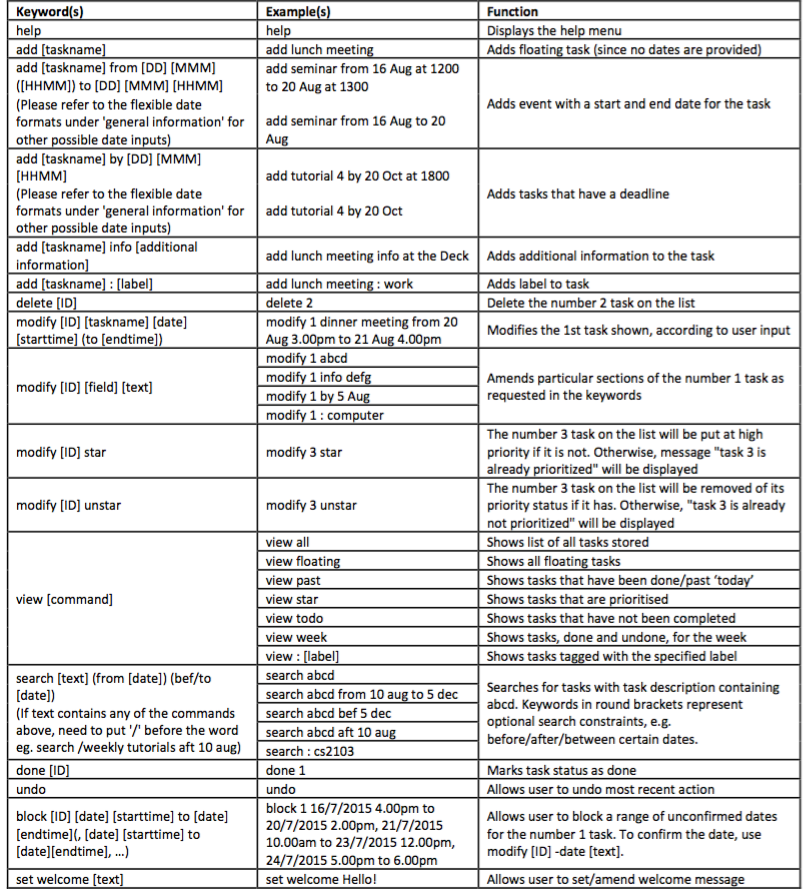 Keyword(s) Example(s) Function
help help Displays the help menu
add [taskname] add lunch meeting Adds floating task (since no dates are provided)
add [taskname] from [DD] [MMM]
([HHMM]) to [DD] [MMM] [HHMM]
(Please refer to the flexible date
formats under 'general information' for
other possible date inputs)
add seminar from 16 Aug at 1200
to 20 Aug at 1300
add seminar from 16 Aug to 20
Aug
Adds event with a start and end date for the task
add [taskname] by [DD] [MMM]
[HHMM]
(Please refer to the flexible date
formats under 'general information' for
other possible date inputs)
add tutorial 4 by 20 Oct at 1800
add tutorial 4 by 20 Oct
Adds tasks that have a deadline
add [taskname] info [additional
information]
add lunch meeting info at the Deck
Adds additional information to the task
add [taskname] : [label] add lunch meeting : work Adds label to task
delete [ID] delete 2 Delete the number 2 task on the list
modify [ID] [taskname] [date]
[starttime] (to [endtime])
modify 1 dinner meeting from 20
Aug 3.00pm to 21 Aug 4.00pm
Modifies the 1st task shown, according to user input
modify [ID] [field] [text]
modify 1 abcd
modify 1 info defg
modify 1 by 5 Aug
modify 1 : computer
Amends particular sections of the number 1 task as
requested in the keywords
modify [ID] star
modify 3 star
The number 3 task on the list will be put at high
priority if it is not. Otherwise, message "task 3 is
already prioritized" will be displayed
modify [ID] unstar
modify 3 unstar
The number 3 task on the list will be removed of its
priority status if it has. Otherwise, "task 3 is already
not prioritized" will be displayed
view [command]
view all Shows list of all tasks stored
view floating Shows all floating tasks
view past Shows tasks that have been done/past ‘today’
view star Shows tasks that are prioritised
view todo Shows tasks that have not been completed
view week Shows tasks, done and undone, for the week
view : [label] Shows tasks tagged with the specified label
search [text] (from [date]) (bef/to
[date])
(If text contains any of the commands
above, need to put '/' before the word
eg. search /weekly tutorials aft 10 aug)
search abcd
search abcd from 10 aug to 5 dec
search abcd bef 5 dec
search abcd aft 10 aug
search : cs2103
Searches for tasks with task description containing
abcd. Keywords in round brackets represent
optional search constraints, e.g.
before/after/between certain dates.
done [ID] done 1 Marks task status as done
undo undo Allows user to undo most recent action
block [ID] [date] [starttime] to [date]
[endtime](, [date] [starttime] to
[date][endtime], ...)
block 1 16/7/2015 4.00pm to
20/7/2015 2.00pm, 21/7/2015
10.00am to 23/7/2015 12.00pm,
24/7/2015 5.00pm to 6.00pm
Allows user to block a range of unconfirmed dates
for the number 1 task. To confirm the date, use
modify [ID] -date [text].
set welcome [text] set welcome Hello! Allows user to set/amend welcome message